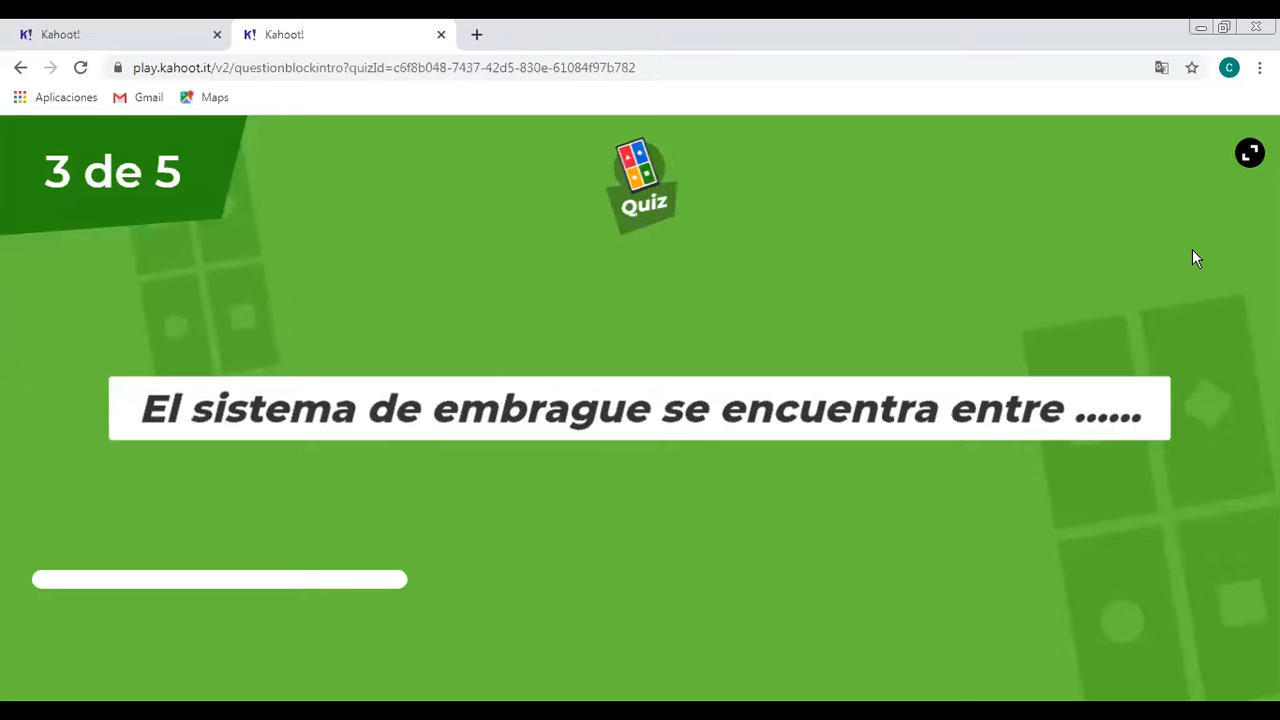 Kahoot!
Kahoot!
play.kahoot.it/v2/questionblockintro?quizId=c6f8b048-7437-42d5-830e-61084f97b782
C
Aplicaciones
Gmail
Maps
3 de 5
Quiz
El sistema de embrague se encuentra entre ......